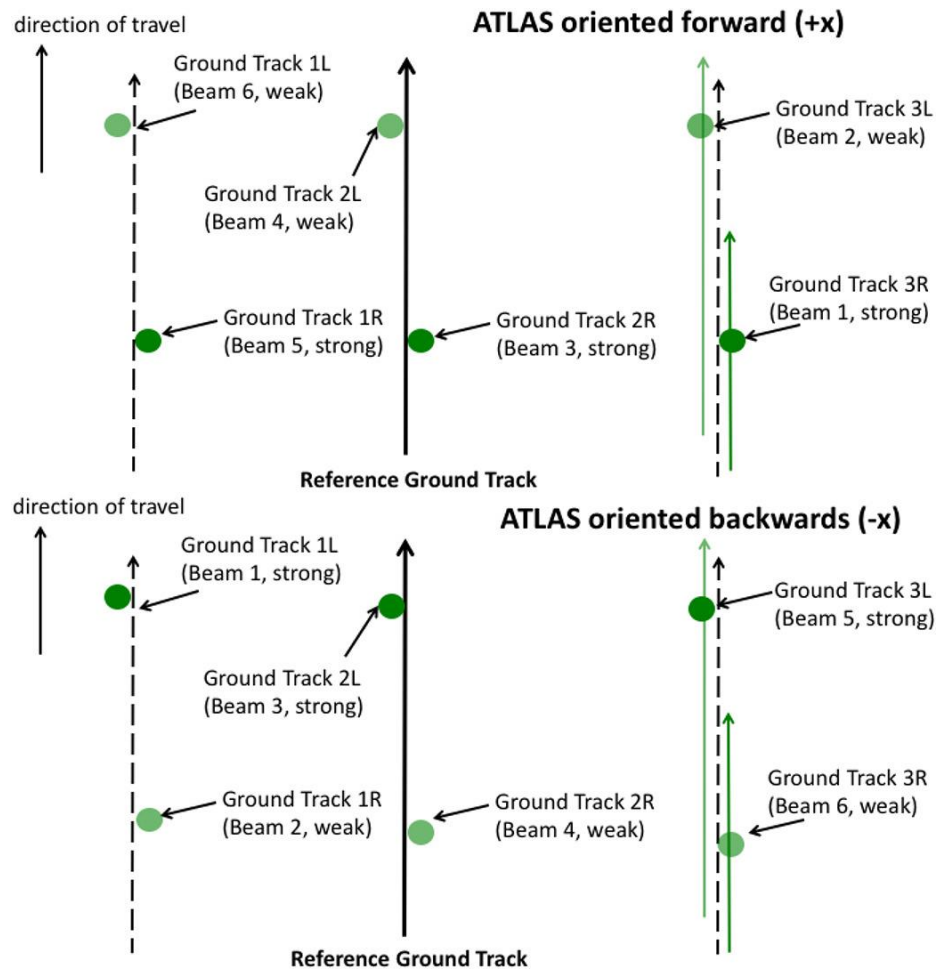 direction of travel
ATLAS oriented forward (+x)
Ground Track 1L
(Beam 6, weak)
Ground Track 3L
(Beam 2, weak)
Ground Track 2L
(Beam 4, weak)
Ground Track 3R
(Beam 1, strong)
Ground Track 1R
(Beam 5, strong)
Ground Track 2R
(Beam 3, strong)
Reference Ground Track
direction of travel
ATLAS oriented backwards (-x)
Ground Track 1L
(Beam 1, strong)
Ground Track 3L
(Beam 5, strong)
Ground Track 2L
(Beam 3, strong)
Ground Track 3R
(Beam 6, weak)
Ground Track 1R
(Beam 2, weak)
Ground Track 2R
(Beam 4, weak)
Reference Ground Track